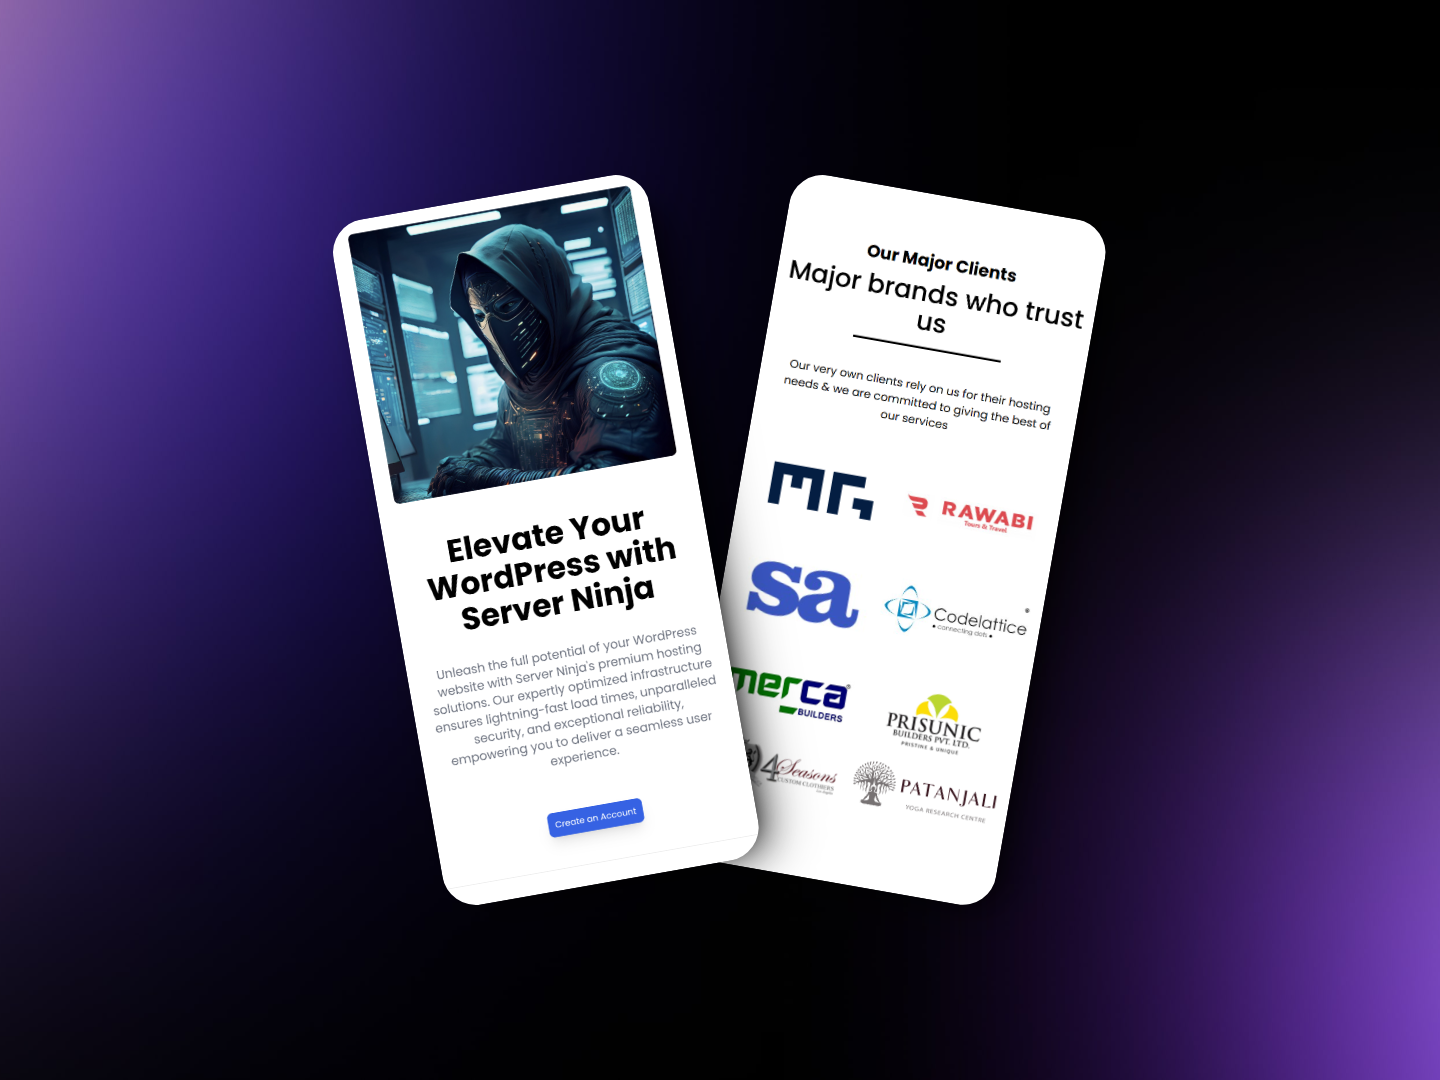 Elevate Your
WordPress with
Server Ninja
Unleash the full potential of your WordPress
website with Server Ninja's premium hosting
solutions. Our expertly optimized infrastructure
ensures lightning-fast load times, unparalleled
security, and exceptional reliability,
empowering you to deliver a seamless user
experience.
Create an Account
Our Major Clients
Major brands who trust
us
Our very own clients rely on us for their hosting
needs & we are committed to giving the best of
our services
MG
RAWABI
Tours & Travel
sa
Codelattice ®
• connecting dots •
merca
BUILDERS
PRISUNIC
BUILDERS PVT. LTD.
PRISTINE & UNIQUE
4 Seasons
CUSTOM CLOTHIERS
PATANJALI
YOGA RESEARCH CENTRE